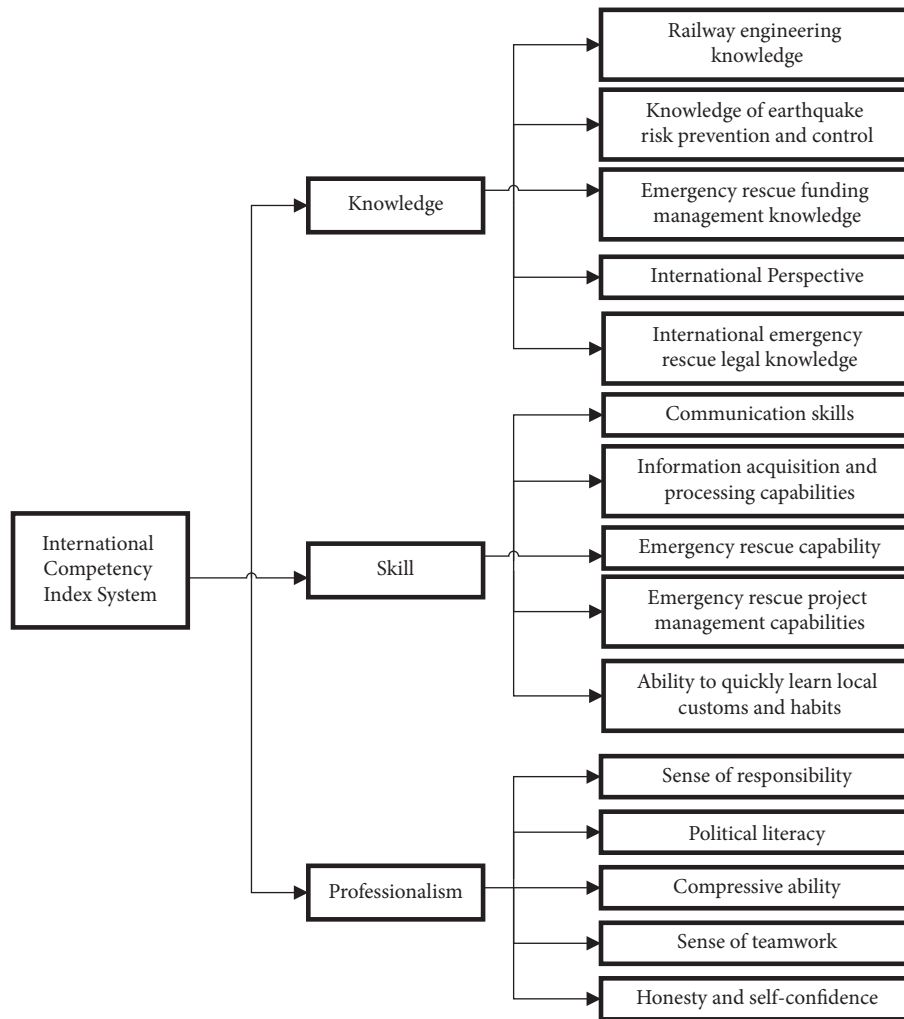 International
Competency
Index System
Knowledge
Railway engineering
knowledge
Knowledge of earthquake
risk prevention and control
Emergency rescue funding
management knowledge
International Perspective
International emergency
rescue legal knowledge
Skill
Communication skills
Information acquisition and
processing capabilities
Emergency rescue capability
Emergency rescue project
management capabilities
Ability to quickly learn local
customs and habits
Professionalism
Sense of responsibility
Political literacy
Compressive ability
Sense of teamwork
Honesty and self-confidence